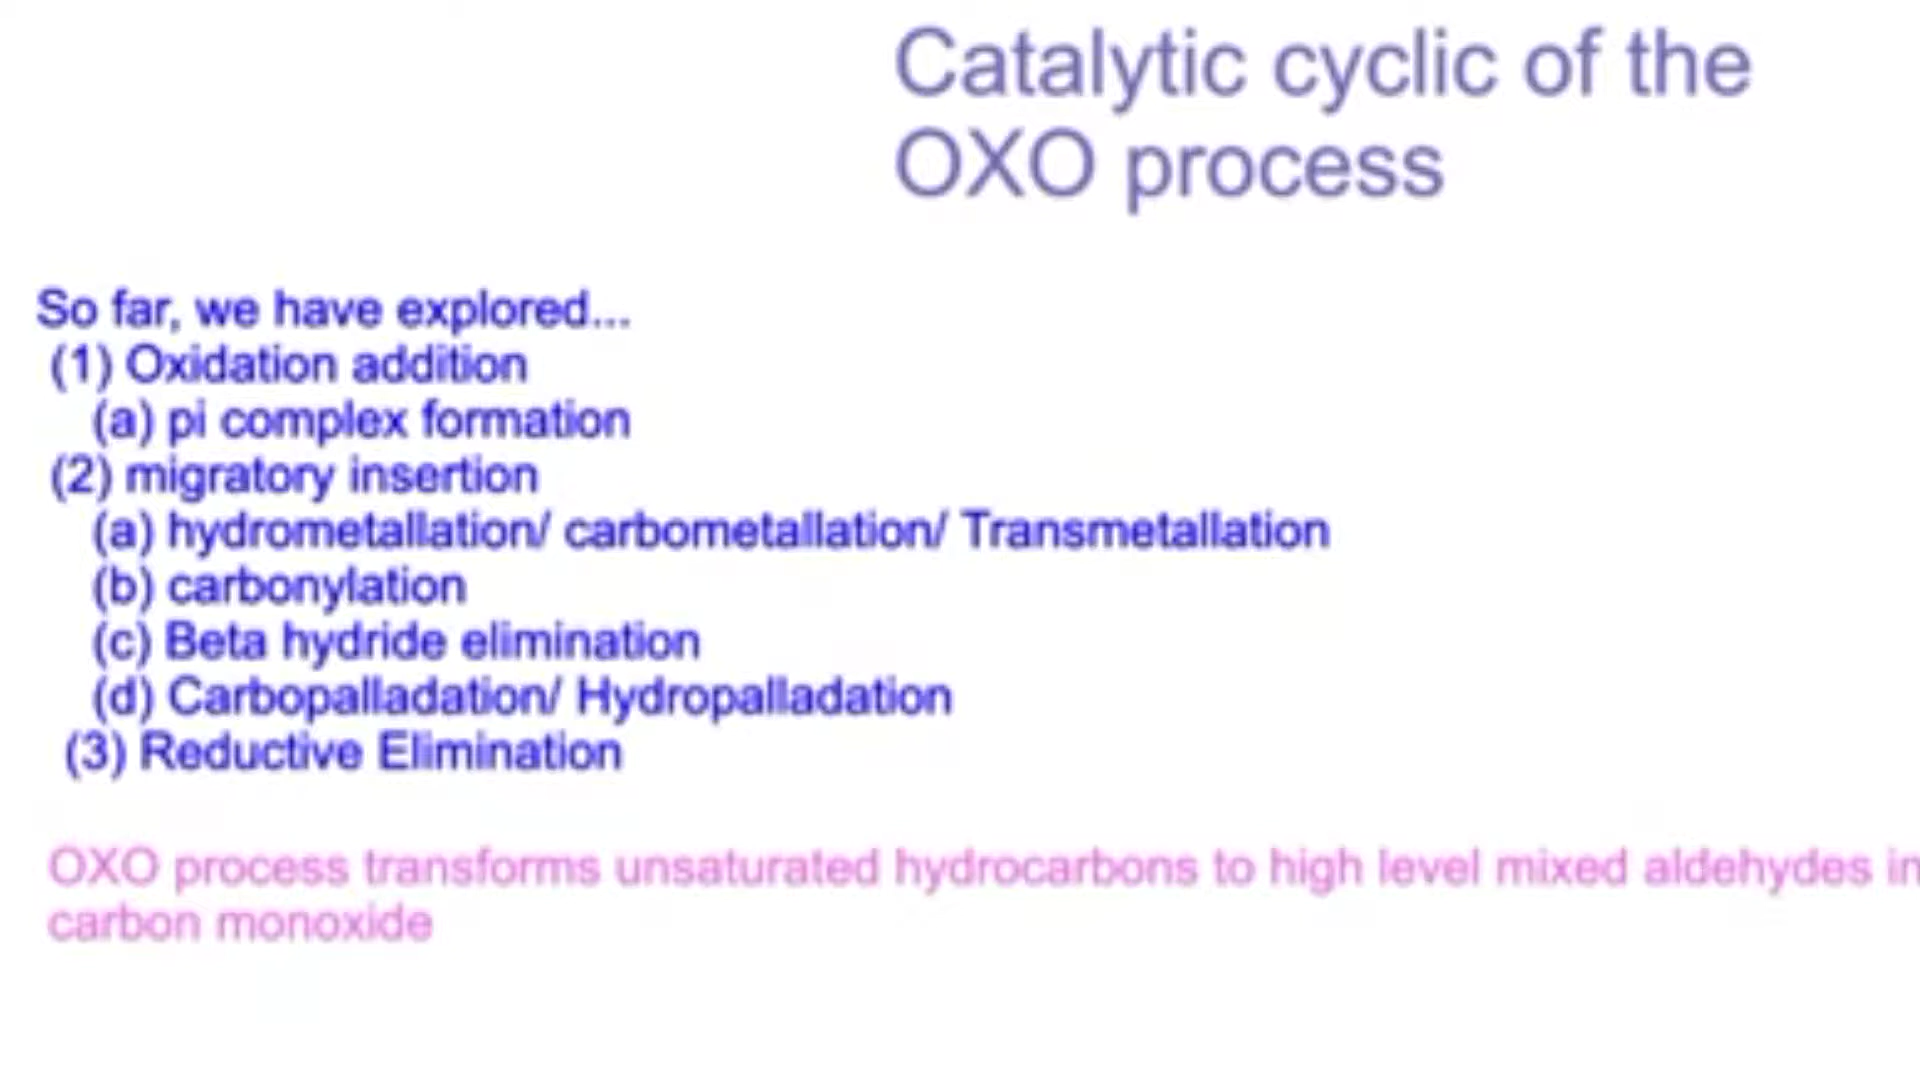 Catalytic cyclic of the
OXO process
So far, we have explored...
(1) Oxidation addition
(a) pi complex formation
(2) migratory insertion
(a) hydrometallation/ carbometallation/ Transmetallation
(b) carbonylation
(c) Beta hydride elimination
(d) Carbopalladation/ Hydropalladation
(3) Reductive Elimination
OXO process transforms unsaturated hydrocarbons to high level mixed aldehydes in
carbon monoxide